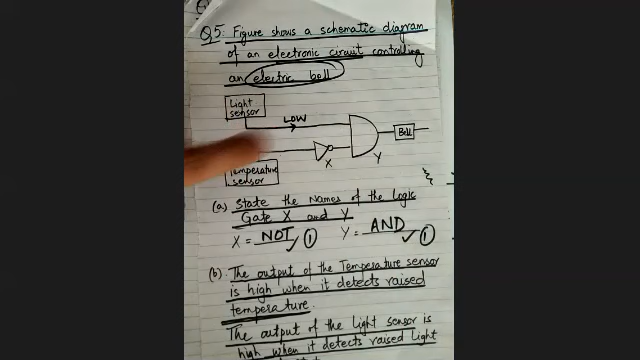 Q5: Figure shows a schematic diagram
of an electronic circuit controlling
an electric bell
Light
sensor
LOW
Bell
X
Y
Temperature
sensor
(a) State the Names of the Logic
Gate X and Y
X = NOT ✓ ① Y = AND ✓ ①
(b). The output of the Temperature sensor
is high when it detects raised
temperature.
The output of the Light sensor is
high when it detects raised Light